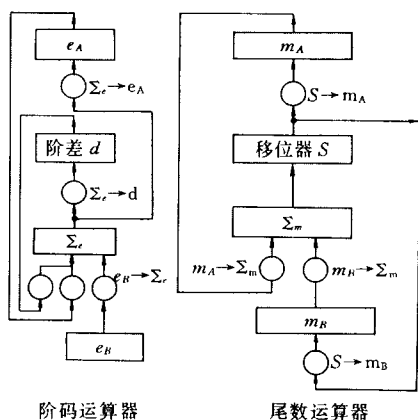 e_A
Σ_e→e_A
阶差 d
Σ_e→d
Σ_e
e_B→Σ_e
e_B
阶码运算器
m_A
S→m_A
移位器 S
Σ_m
m_A→Σ_m
m_B→Σ_m
m_B
S→m_B
尾数运算器